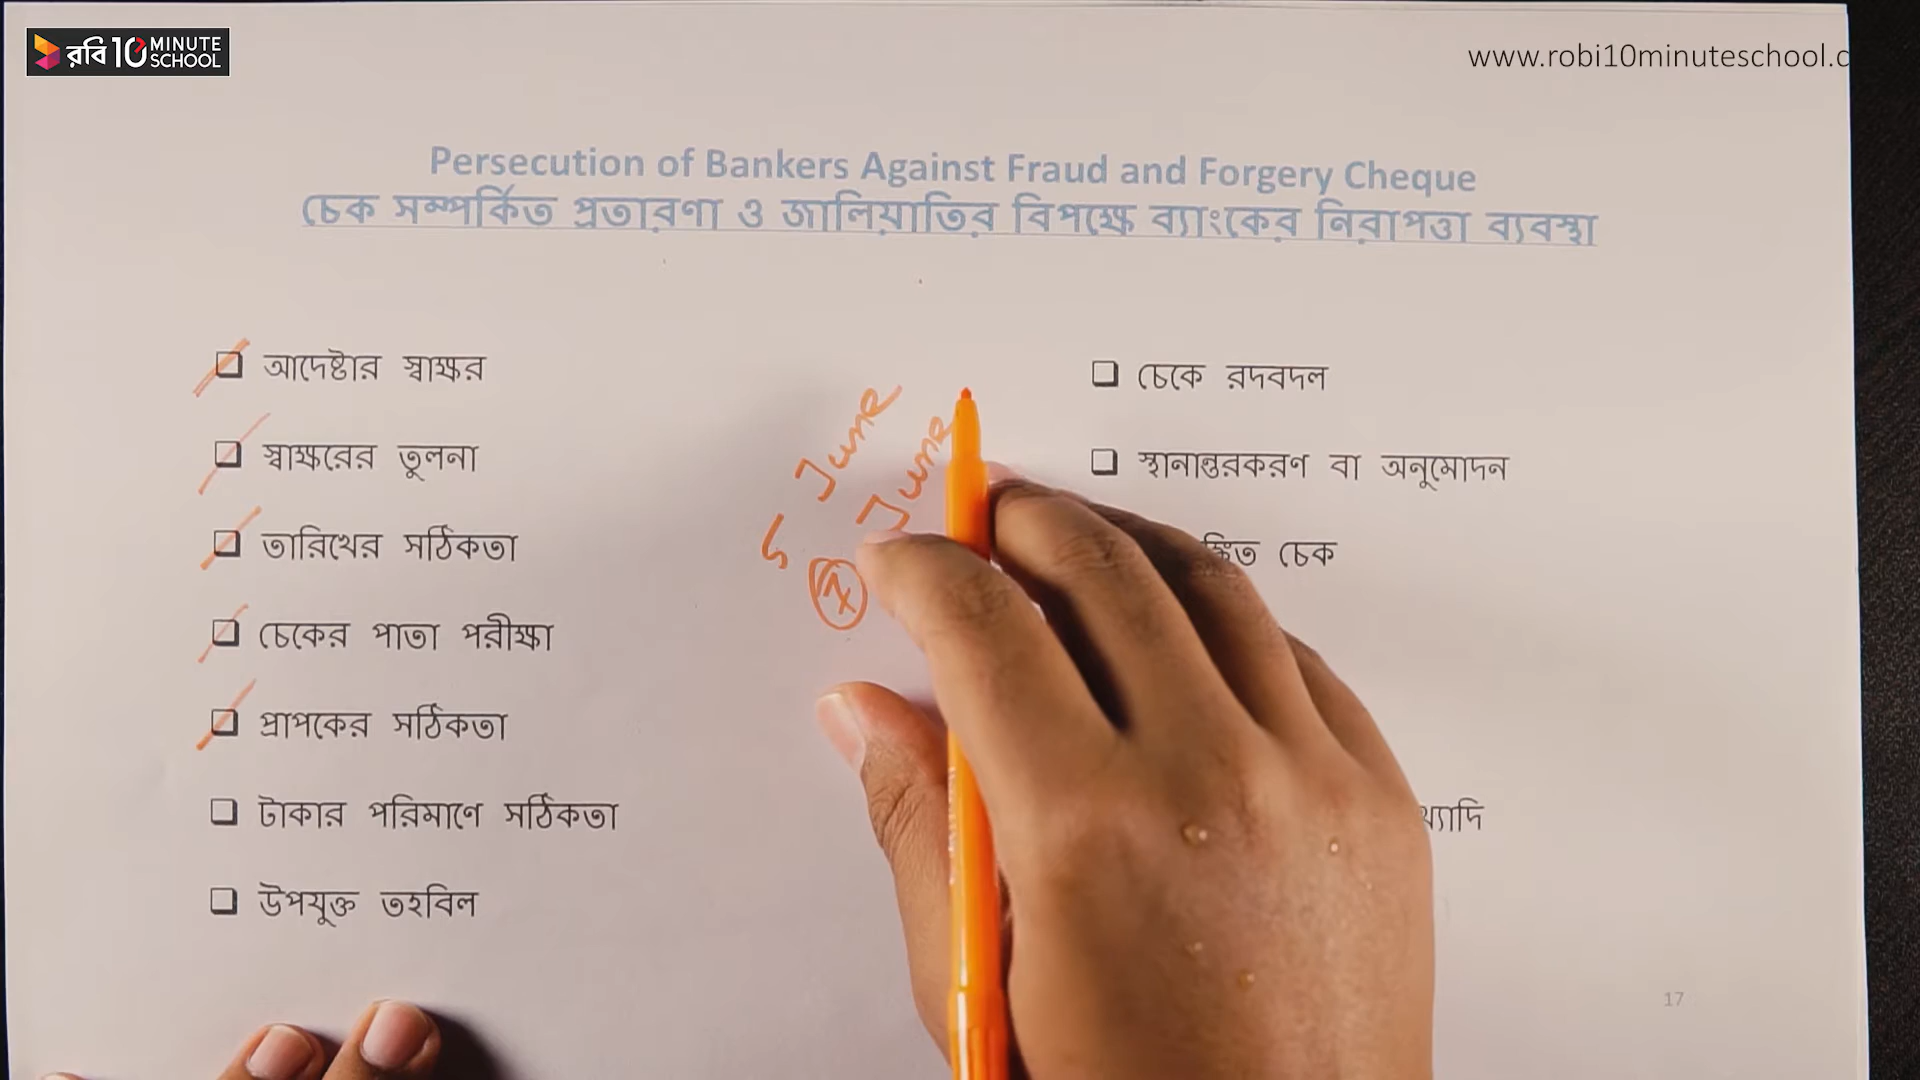 রবি 10 MINUTE SCHOOL
www.robi10minuteschool.c
Persecution of Bankers Against Fraud and Forgery Cheque
চেক সম্পর্কিত প্রতারণা ও জালিয়াতির বিপক্ষে ব্যাংকের নিরাপত্তা ব্যবস্থা
আদেষ্টার স্বাক্ষর
স্বাক্ষরের তুলনা
তারিখের সঠিকতা
চেকের পাতা পরীক্ষা
প্রাপকের সঠিকতা
টাকার পরিমাণে সঠিকতা
উপযুক্ত তহবিল
5 June
June
চেকে রদবদল
স্থানান্তরকরণ বা অনুমোদন
চেক
17